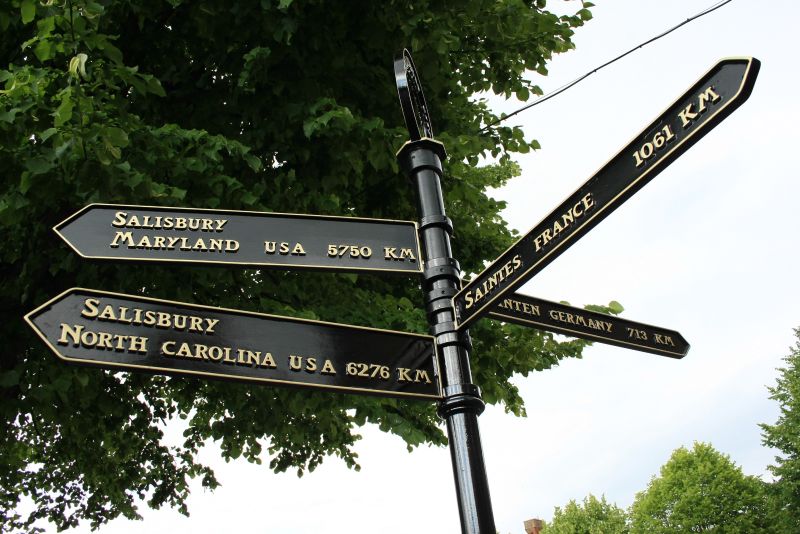 SALISBURY
MARYLAND USA 5750 KM
SALISBURY
NORTH CAROLINA USA 6276 KM
SAINTES FRANCE 1061 KM
GERMANY 713 KM